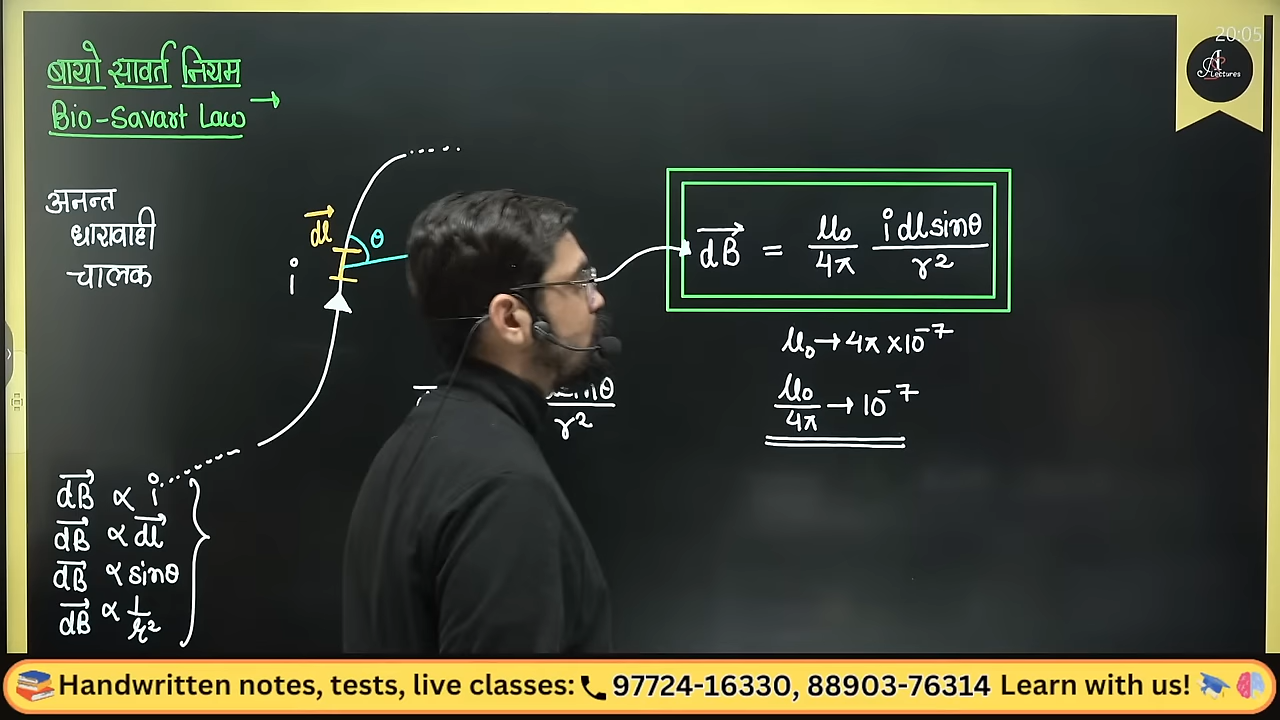 20:05
A Lectures
बायो सावर्त नियम
Bio-Savart Law →
अनन्त
धारावाही
चालक
i
dl
θ
dB = μ₀/4π i dl sinθ/r²
μ₀ → 4π × 10⁻⁷
μ₀/4π → 10⁻⁷
sinθ
r²
dB ∝ i
dB ∝ dl
dB ∝ sinθ
dB ∝ 1/r²
Handwritten notes, tests, live classes: 97724-16330, 88903-76314 Learn with us!